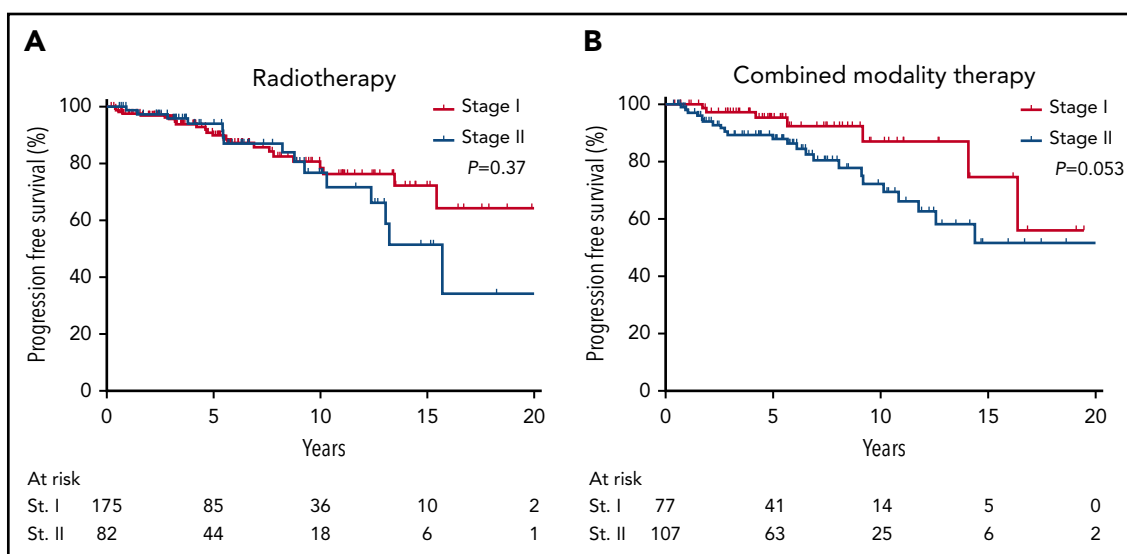 A
Radiotherapy
Progression free survival (%)
100
80
60
40
20
0
Stage I
Stage II
P=0.37
0 5 10 15 20
Years
At risk
St. I 175 85 36 10 2
St. II 82 44 18 6 1
B
Combined modality therapy
Progression free survival (%)
100
80
60
40
20
0
Stage I
Stage II
P=0.053
0 5 10 15 20
Years
At risk
St. I 77 41 14 5 0
St. II 107 63 25 6 2